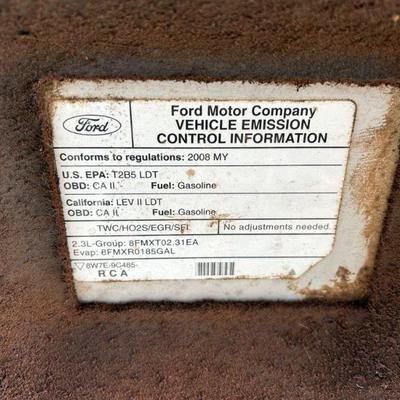 Ford
Ford Motor Company
VEHICLE EMISSION
CONTROL INFORMATION
Conforms to regulations: 2008 MY
U.S. EPA: T2B5 LDT
OBD: CA II Fuel: Gasoline
California: LEV II LDT
OBD: CA II Fuel: Gasoline
TWC/HO2S/EGR/SFI No adjustments needed.
2.3L-Group: 8FMXT02.31EA
Evap: 8FMXR0185GAL
8W7E-9C485-
RCA